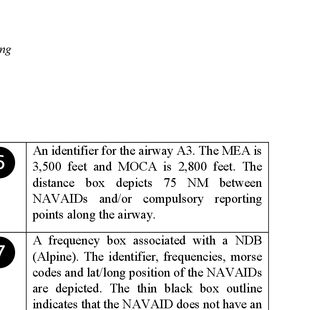 ng
6
An identifier for the airway A3. The MEA is
3,500 feet and MOCA is 2,800 feet. The
distance box depicts 75 NM between
NAVAIDs and/or compulsory reporting
points along the airway.
7
A frequency box associated with a NDB
(Alpine). The identifier, frequencies, morse
codes and lat/long position of the NAVAIDs
are depicted. The thin black box outline
indicates that the NAVAID does not have an